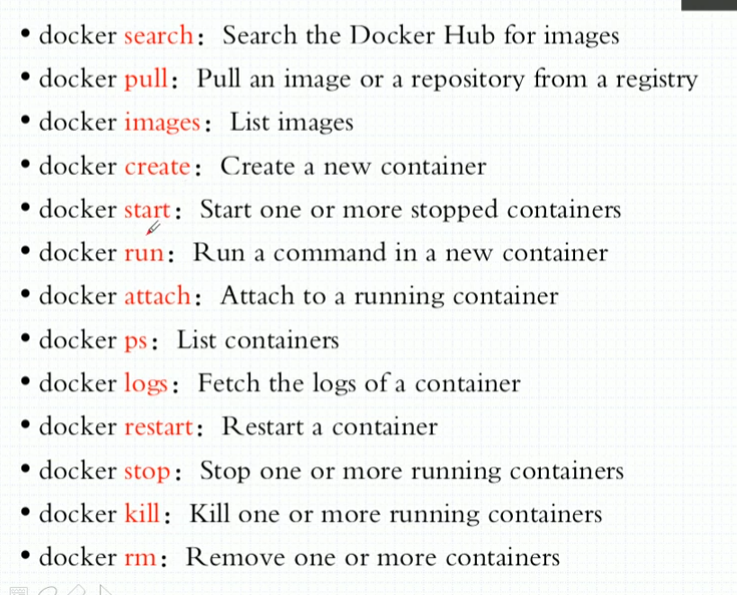 • docker search： Search the Docker Hub for images
• docker pull： Pull an image or a repository from a registry
• docker images： List images
• docker create： Create a new container
• docker start： Start one or more stopped containers
• docker run： Run a command in a new container
• docker attach： Attach to a running container
• docker ps： List containers
• docker logs： Fetch the logs of a container
• docker restart： Restart a container
• docker stop： Stop one or more running containers
• docker kill： Kill one or more running containers
• docker rm： Remove one or more containers